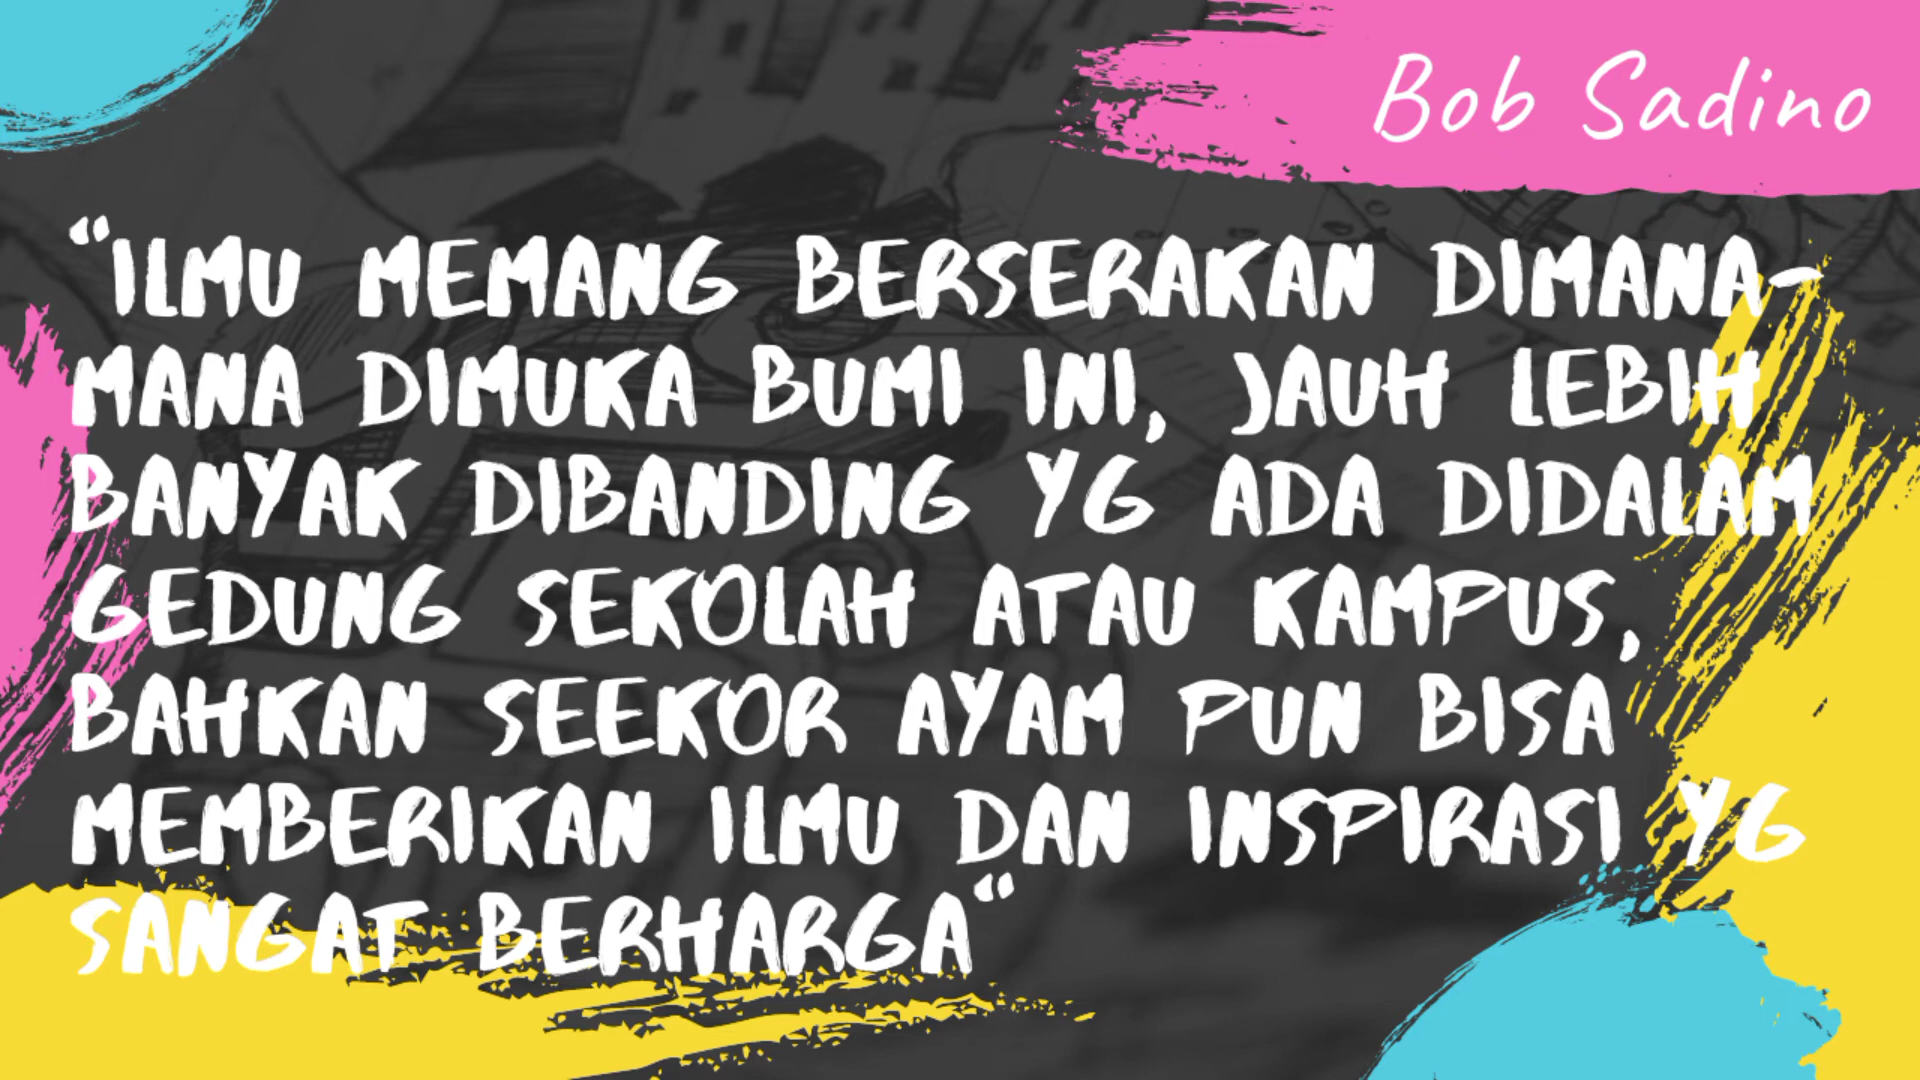 Bob Sadino
“ILMU MEMANG BERSERAKAN DIMANA-
MANA DIMUKA BUMI INI, JAUH LEBIH
BANYAK DIBANDING YG ADA DIDALAM
GEDUNG SEKOLAH ATAU KAMPUS,
BAHKAN SEEKOR AYAM PUN BISA
MEMBERIKAN ILMU DAN INSPIRASI YG
SANGAT BERHARGA“